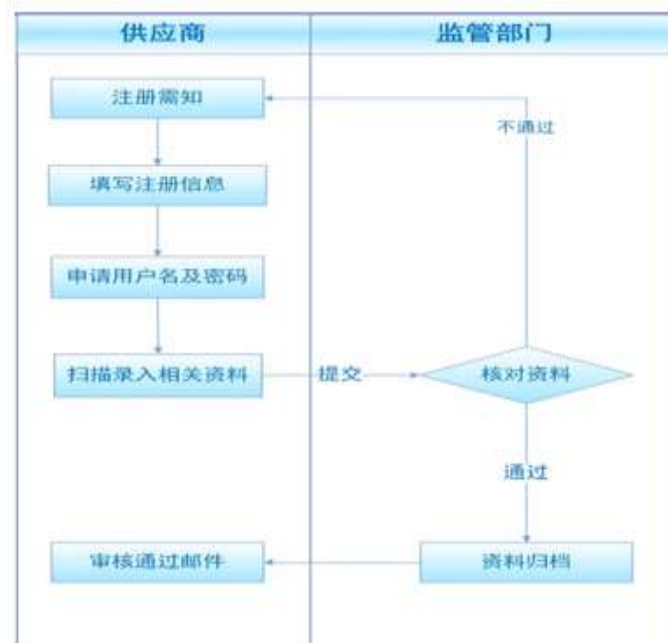 供应商
监管部门
注册需知
不通过
填写注册信息
申请用户名及密码
扫描录入相关资料
提交
核对资料
通过
审核通过邮件
资料归档